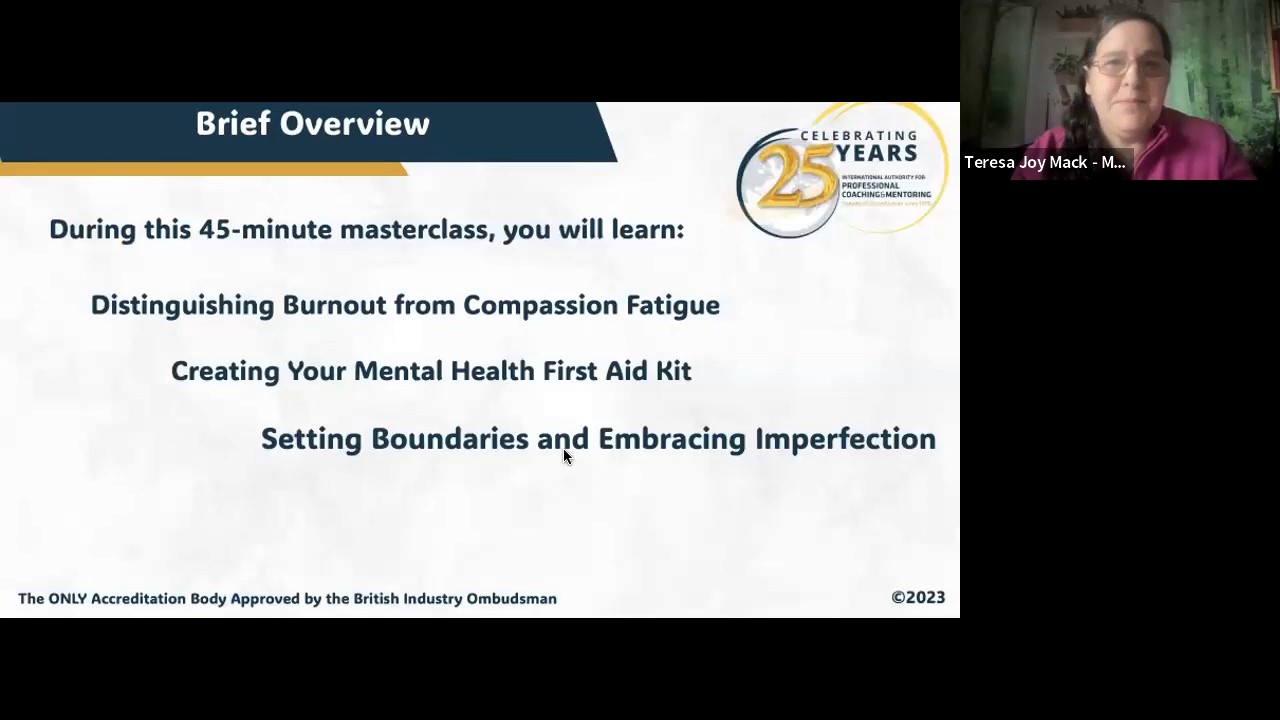 Brief Overview
CELEBRATING
25 YEARS
INTERNATIONAL AUTHORITY FOR
PROFESSIONAL
COACHING&MENTORING
During this 45-minute masterclass, you will learn:
Distinguishing Burnout from Compassion Fatigue
Creating Your Mental Health First Aid Kit
Setting Boundaries and Embracing Imperfection
The ONLY Accreditation Body Approved by the British Industry Ombudsman
©2023
Teresa Joy Mack - M...